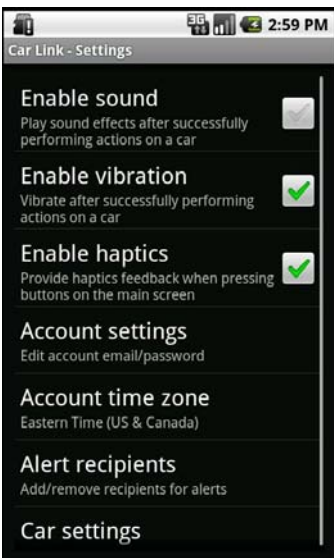 3G 2:59 PM
Car Link - Settings
Enable sound
Play sound effects after successfully
performing actions on a car
Enable vibration
Vibrate after successfully performing
actions on a car
Enable haptics
Provide haptics feedback when pressing
buttons on the main screen
Account settings
Edit account email/password
Account time zone
Eastern Time (US & Canada)
Alert recipients
Add/remove recipients for alerts
Car settings